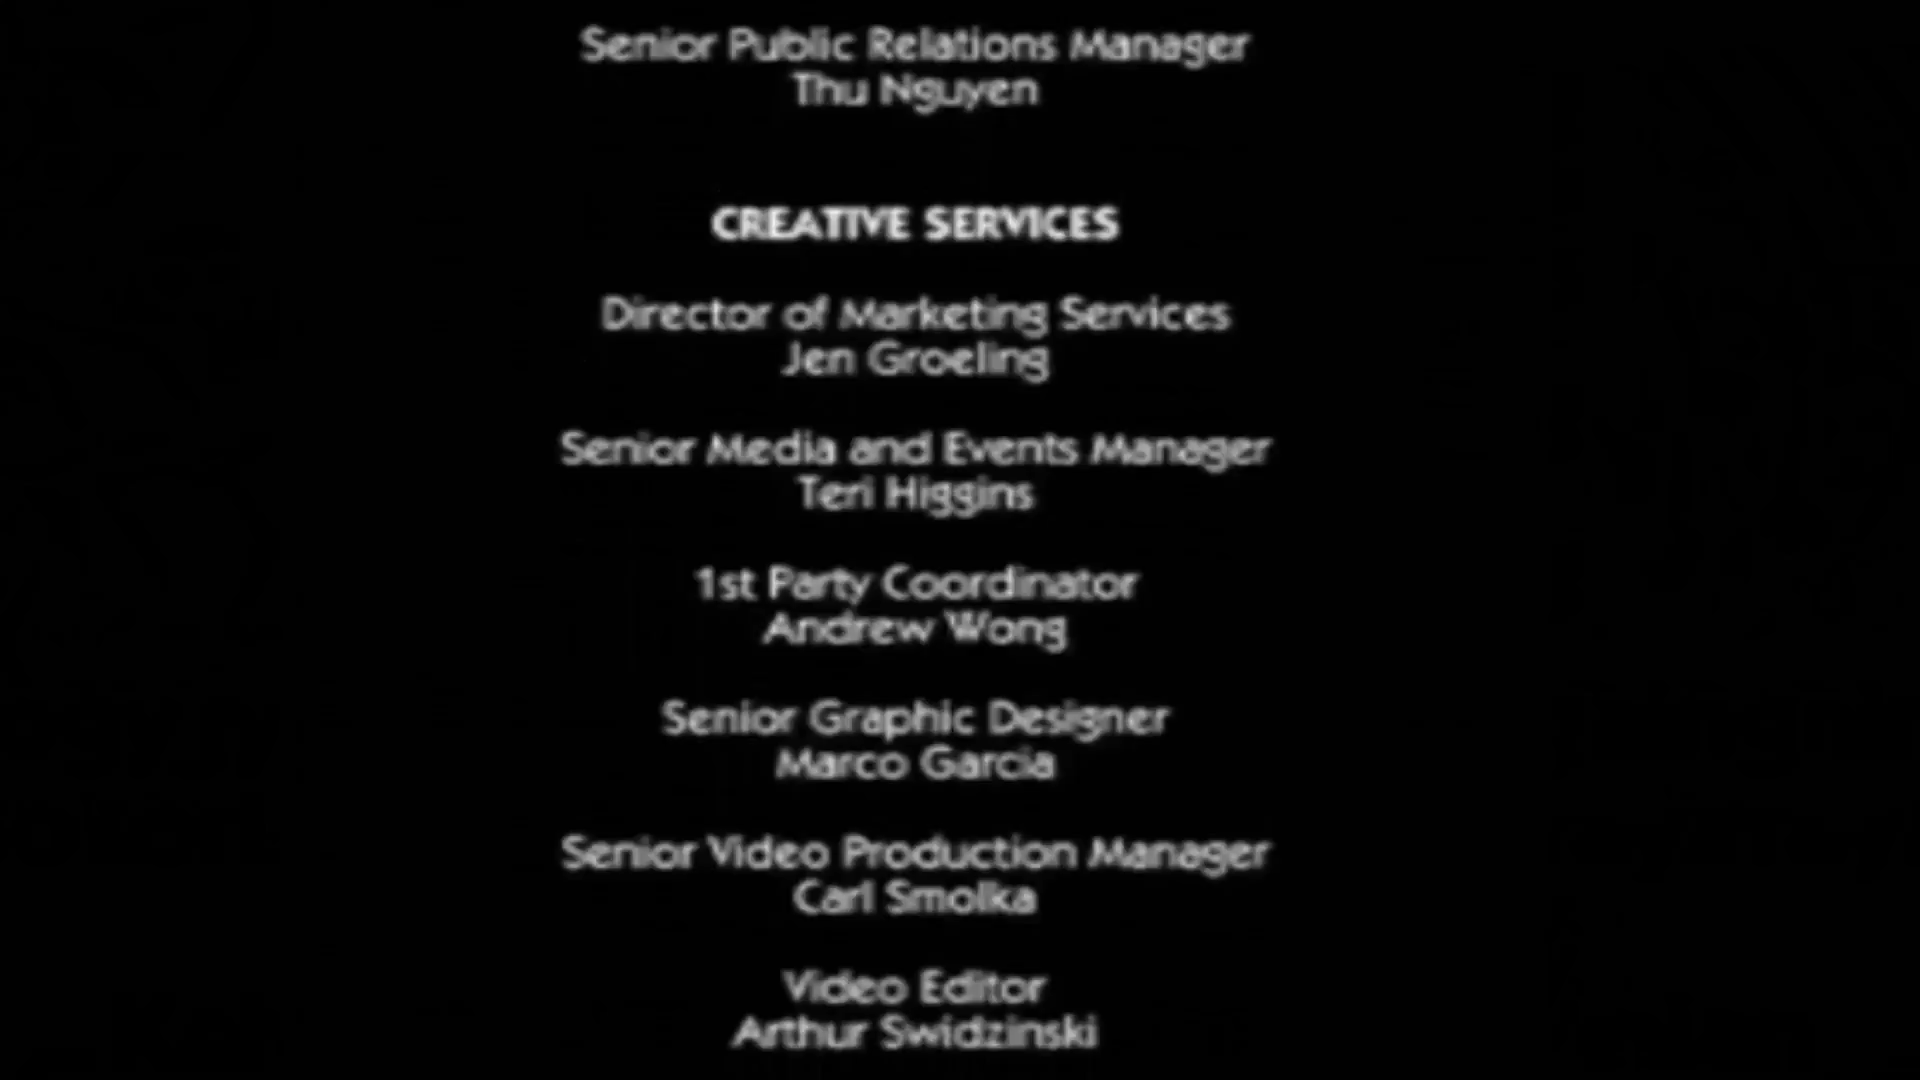 Senior Public Relations Manager
Thu Nguyen
CREATIVE SERVICES
Director of Marketing Services
Jen Groeling
Senior Media and Events Manager
Teri Higgins
1st Party Coordinator
Andrew Wong
Senior Graphic Designer
Marco Garcia
Senior Video Production Manager
Carl Smolka
Video Editor
Arthur Swidzinski